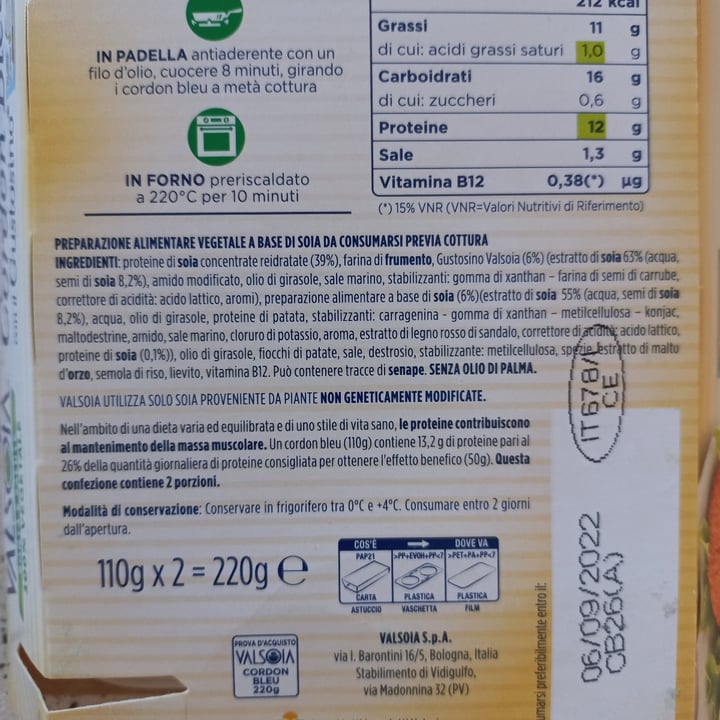 212 kcal
Grassi 11 g
di cui: acidi grassi saturi 1,0 g
Carboidrati 16 g
di cui: zuccheri 0,6 g
Proteine 12 g
Sale 1,3 g
Vitamina B12 0,38(*) µg
(*) 15% VNR (VNR=Valori Nutritivi di Riferimento)
IN PADELLA antiaderente con un
filo d'olio, cuocere 8 minuti, girando
i cordon bleu a metà cottura
IN FORNO preriscaldato
a 220°C per 10 minuti
PREPARAZIONE ALIMENTARE VEGETALE A BASE DI SOIA DA CONSUMARSI PREVIA COTTURA
INGREDIENTI: proteine di soia concentrate reidratate (39%), farina di frumento, Gustosino Valsoia (6%) (estratto di soia 63% (acqua,
semi di soia 8,2%), amido modificato, olio di girasole, sale marino, stabilizzanti: gomma di xanthan – farina di semi di carrube,
correttore di acidità: acido lattico, aromi), preparazione alimentare a base di soia (6%)(estratto di soia 55% (acqua, semi di soia
8,2%), acqua, olio di girasole, proteine di patata, stabilizzanti: carragenina - gomma di xanthan – metilcellulosa – konjac,
maltodestrine, amido, sale marino, cloruro di potassio, aroma, estratto di legno rosso di sandalo, correttore di acidità: acido lattico,
proteine di soia (0,1%)), olio di girasole, fiocchi di patate, sale, destrosio, stabilizzante: metilcellulosa, spezie, estratto di malto
d'orzo, semola di riso, lievito, vitamina B12. Può contenere tracce di senape. SENZA OLIO DI PALMA.
VALSOIA UTILIZZA SOLO SOIA PROVENIENTE DA PIANTE NON GENETICAMENTE MODIFICATE.
Nell'ambito di una dieta varia ed equilibrata e di uno stile di vita sano, le proteine contribuiscono
al mantenimento della massa muscolare. Un cordon bleu (110g) contiene 13,2 g di proteine pari al
26% della quantità giornaliera di proteine consigliata per ottenere l'effetto benefico (50g). Questa
confezione contiene 2 porzioni.
Modalità di conservazione: Conservare in frigorifero tra 0°C e +4°C. Consumare entro 2 giorni
dall'apertura.
110g x 2 = 220g e
COS'È DOVE VA
PAP21 >PP+EVOH+PP<7 >PET+PA+PP<7
CARTA PLASTICA PLASTICA
ASTUCCIO VASCHETTA FILM
PROVA D'ACQUISTO
VALSOIA
CORDON
BLEU
220g
VALSOIA S.p.A.
via I. Barontini 16/5, Bologna, Italia
Stabilimento di Vidigulfo,
via Madonnina 32 (PV)
CE
06/09/2022
CB26(A)
preferibilmente entro il:
VALSOIA